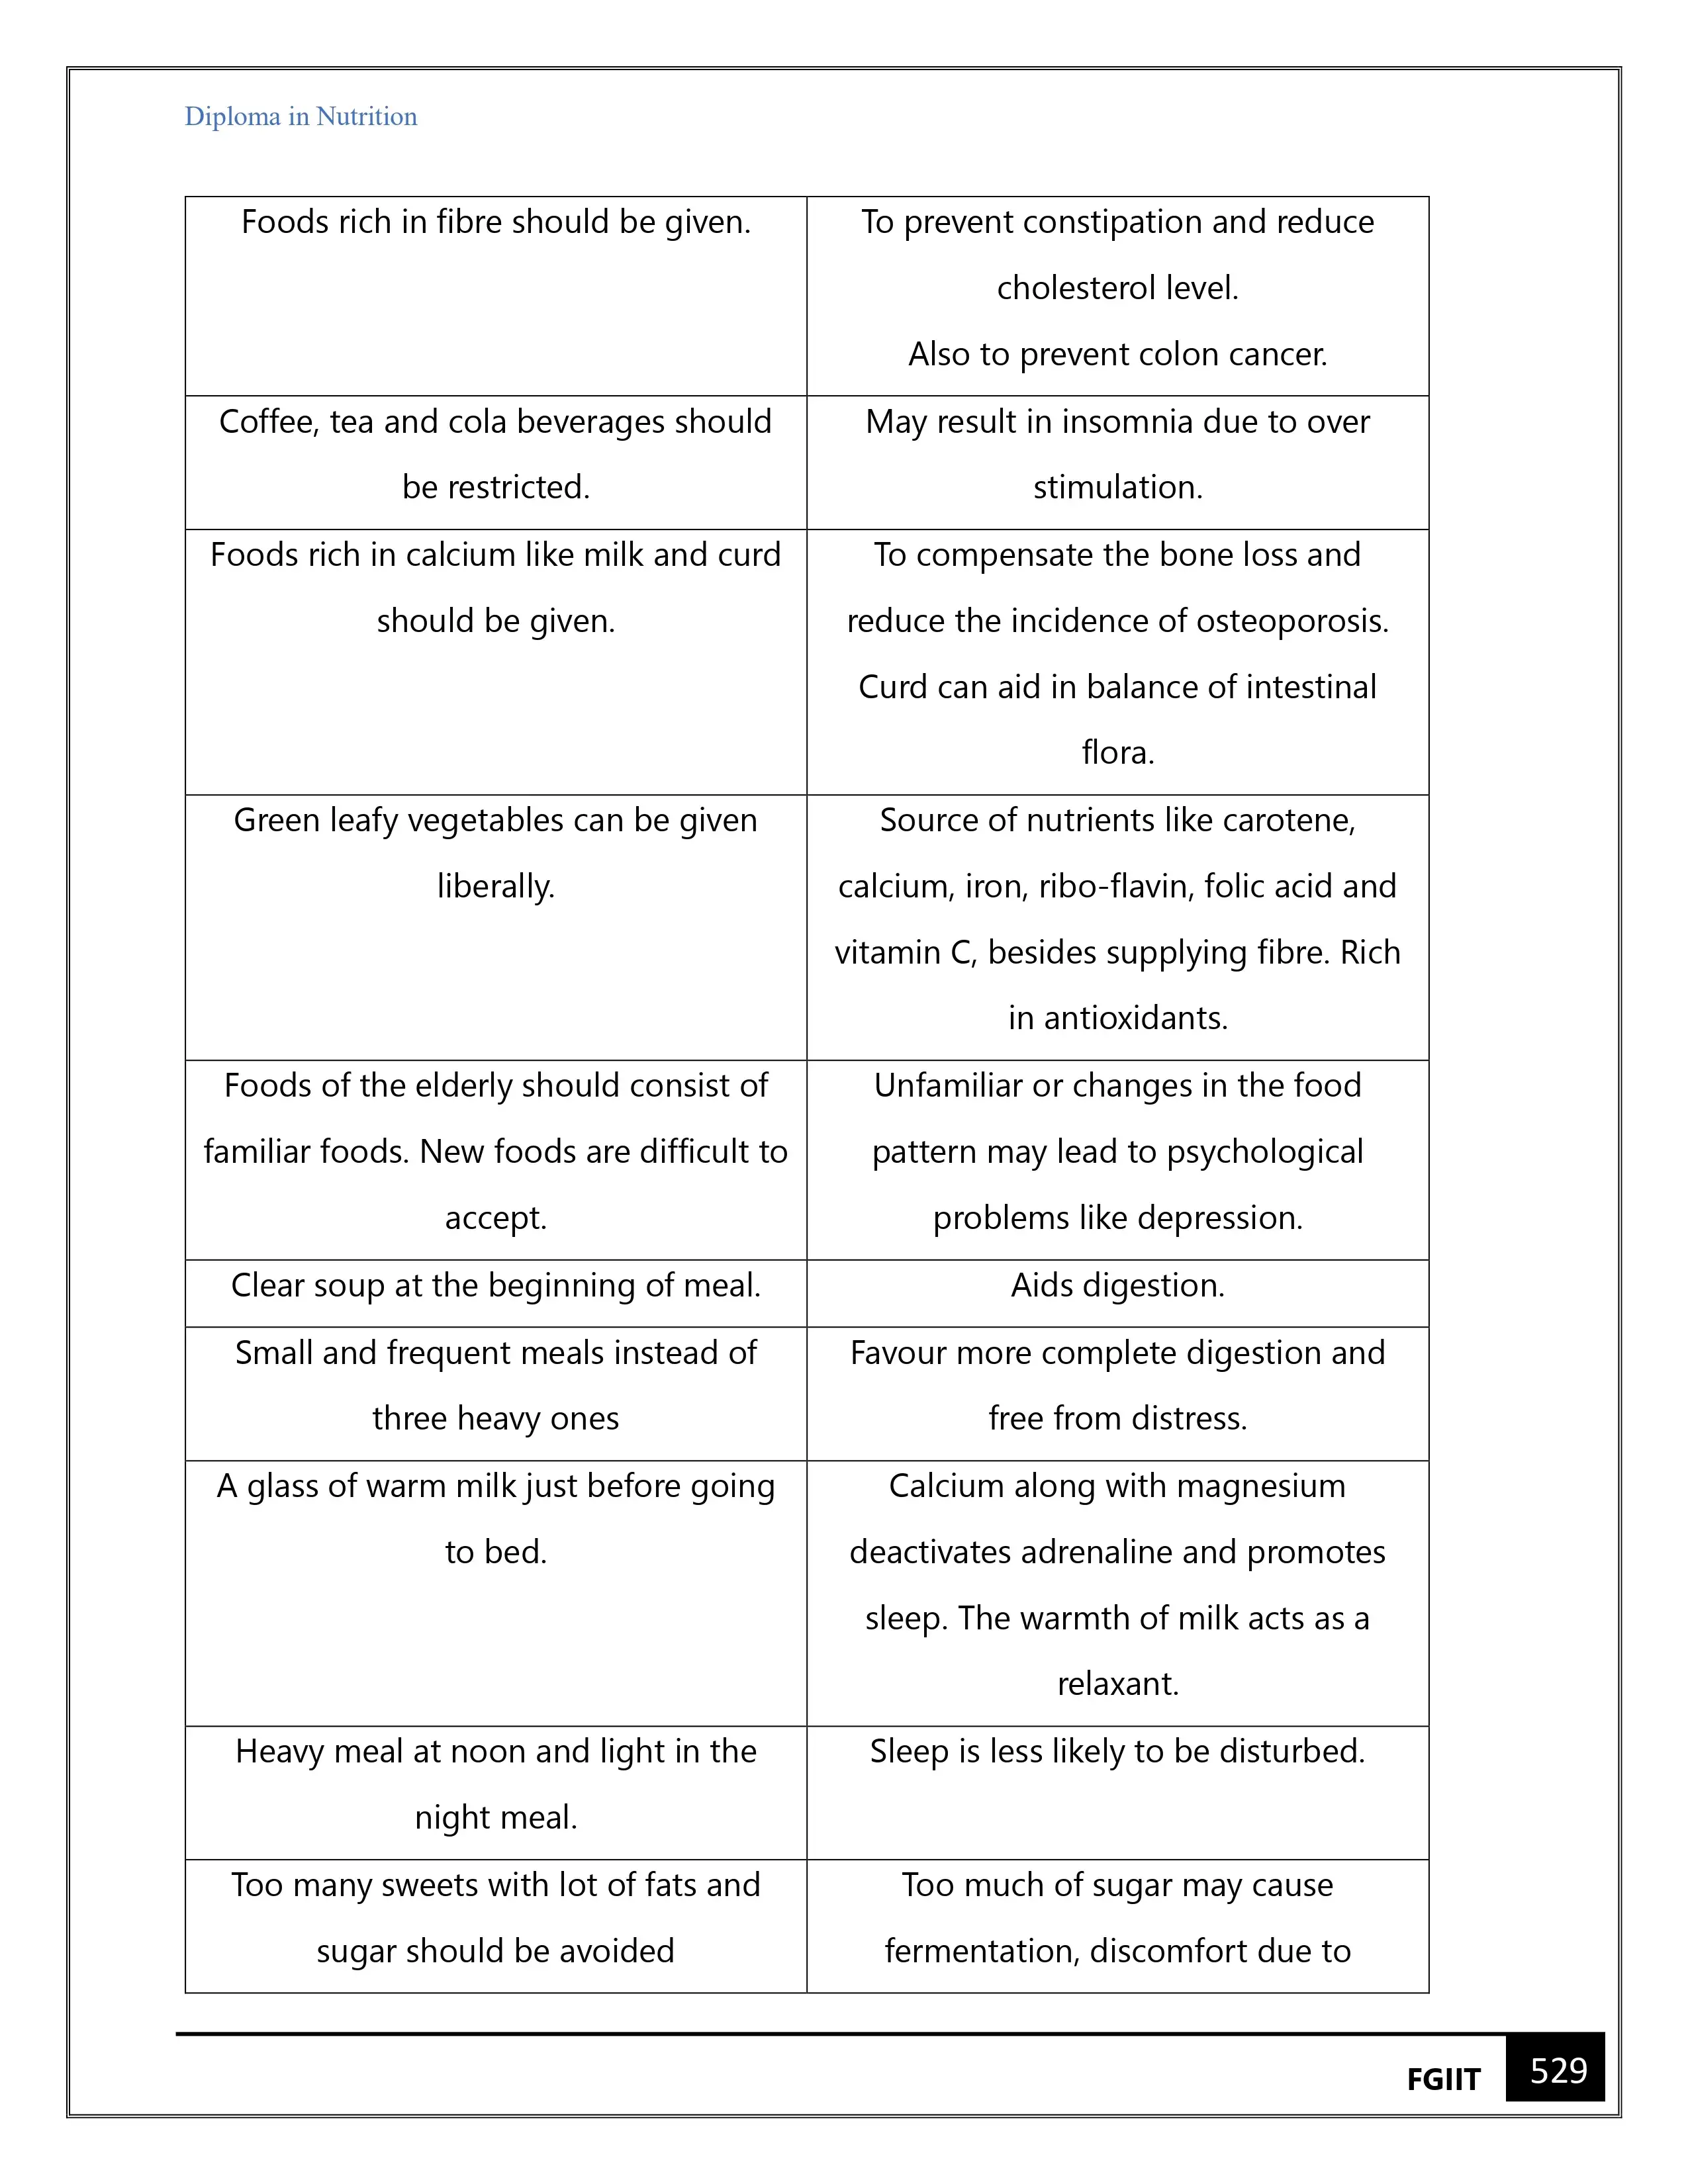 Diploma in Nutrition
Foods rich in fibre should be given.
To prevent constipation and reduce
cholesterol level.
Also to prevent colon cancer.
Coffee, tea and cola beverages should
be restricted.
May result in insomnia due to over
stimulation.
Foods rich in calcium like milk and curd
should be given.
To compensate the bone loss and
reduce the incidence of osteoporosis.
Curd can aid in balance of intestinal
flora.
Green leafy vegetables can be given
liberally.
Source of nutrients like carotene,
calcium, iron, ribo-flavin, folic acid and
vitamin C, besides supplying fibre. Rich
in antioxidants.
Foods of the elderly should consist of
familiar foods. New foods are difficult to
accept.
Unfamiliar or changes in the food
pattern may lead to psychological
problems like depression.
Clear soup at the beginning of meal.
Aids digestion.
Small and frequent meals instead of
three heavy ones
Favour more complete digestion and
free from distress.
A glass of warm milk just before going
to bed.
Calcium along with magnesium
deactivates adrenaline and promotes
sleep. The warmth of milk acts as a
relaxant.
Heavy meal at noon and light in the
night meal.
Sleep is less likely to be disturbed.
Too many sweets with lot of fats and
sugar should be avoided
Too much of sugar may cause
fermentation, discomfort due to
FGIIT 529